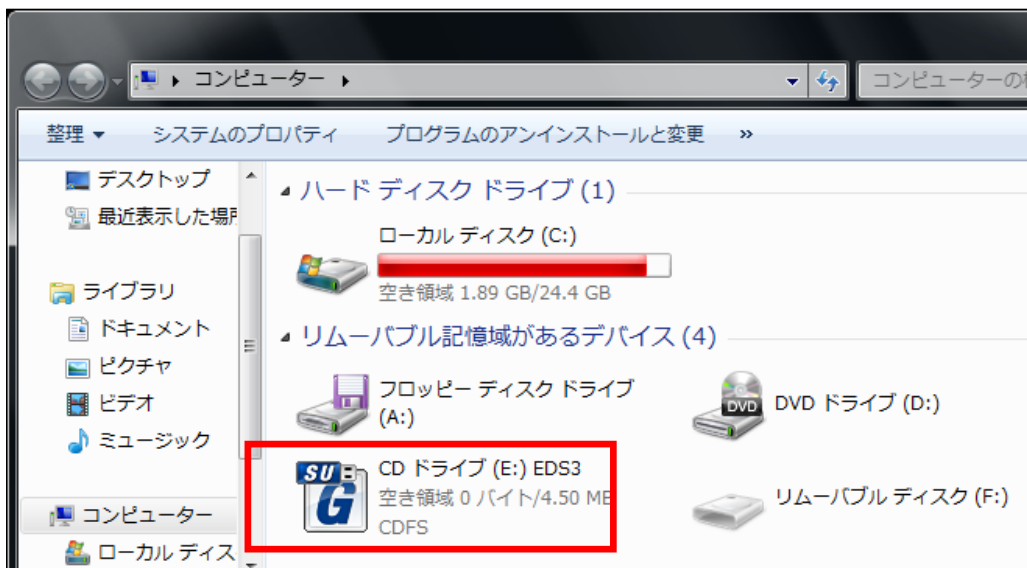 コンピューター
コンピューターの
整理
システムのプロパティ
プログラムのアンインストールと変更
»
デスクトップ
最近表示した場所
ライブラリ
ドキュメント
ピクチャ
ビデオ
ミュージック
コンピューター
ローカル ディス
ハード ディスク ドライブ (1)
ローカル ディスク (C:)
空き領域 1.89 GB/24.4 GB
リムーバブル記憶域があるデバイス (4)
フロッピー ディスク ドライブ
(A:)
DVD
DVD ドライブ (D:)
SUB
G
CD ドライブ (E:) EDS3
空き領域 0 バイト/4.50 MB
CDFS
リムーバブル ディスク (F:)